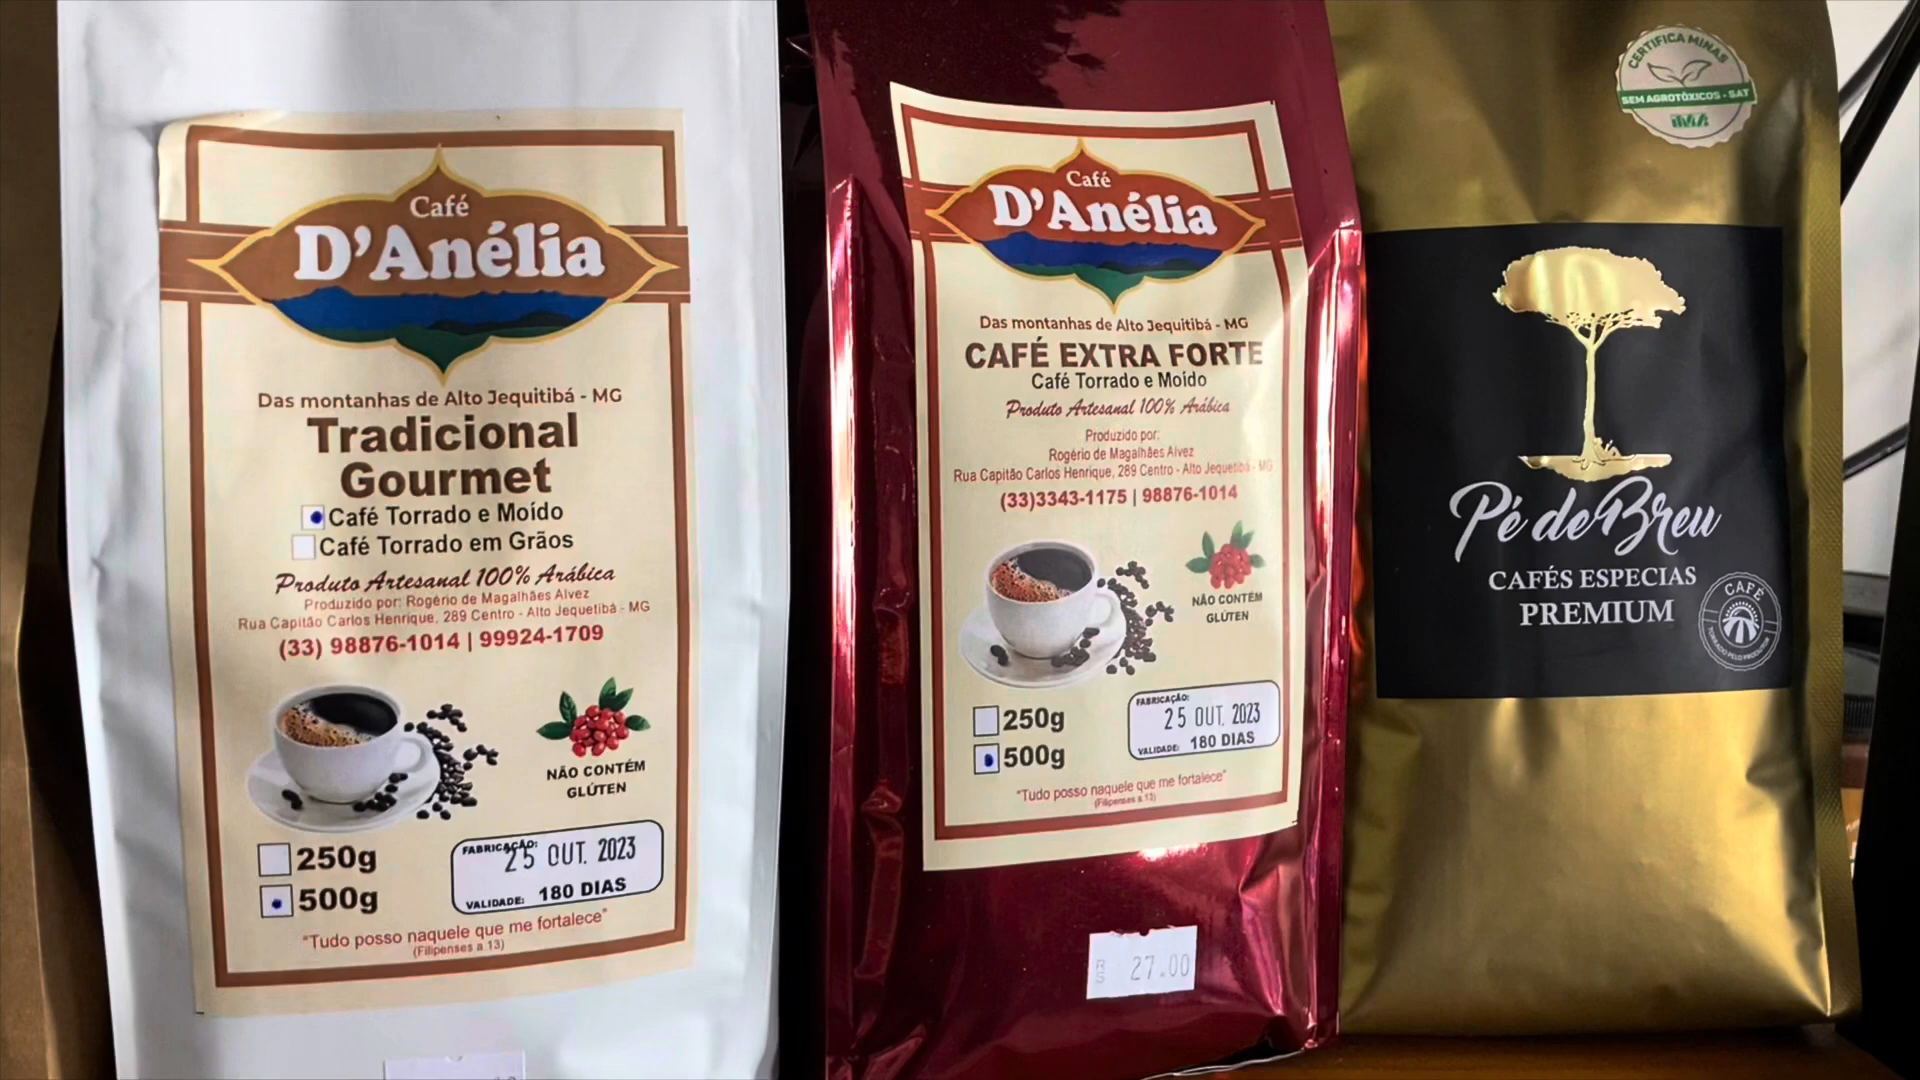 Café
D'Anélia
Das montanhas de Alto Jequitibá - MG
Tradicional
Gourmet
Café Torrado e Moído
Café Torrado em Grãos
Produto Artesanal 100% Arábica
Produzido por: Rogério de Magalhães Alvez
Rua Capitão Carlos Henrique, 289 Centro - Alto Jequetibá - MG
(33) 98876-1014 | 99924-1709
NÃO CONTÉM
GLÚTEN
250g
500g
FABRICAÇÃO:
25 OUT. 2023
VALIDADE: 180 DIAS
"Tudo posso naquele que me fortalece"
(Filipenses a 13)
Café
D'Anélia
Das montanhas de Alto Jequitibá - MG
CAFÉ EXTRA FORTE
Café Torrado e Moído
Produto Artesanal 100% Arábica
Produzido por:
Rogério de Magalhães Alvez
Rua Capitão Carlos Henrique, 289 Centro - Alto Jequetibá - MG
(33)3343-1175 | 98876-1014
NÃO CONTÉM
GLÚTEN
250g
500g
FABRICAÇÃO:
25 OUT. 2023
VALIDADE: 180 DIAS
"Tudo posso naquele que me fortalece"
(Filipenses a 13)
R$ 27.00
CERTIFICA MINAS
SEM AGROTÓXICOS - SAT
IMA
Pé de Breu
CAFÉS ESPECIAS
PREMIUM
CAFÉ
TORRADO PELO PRODUTOR